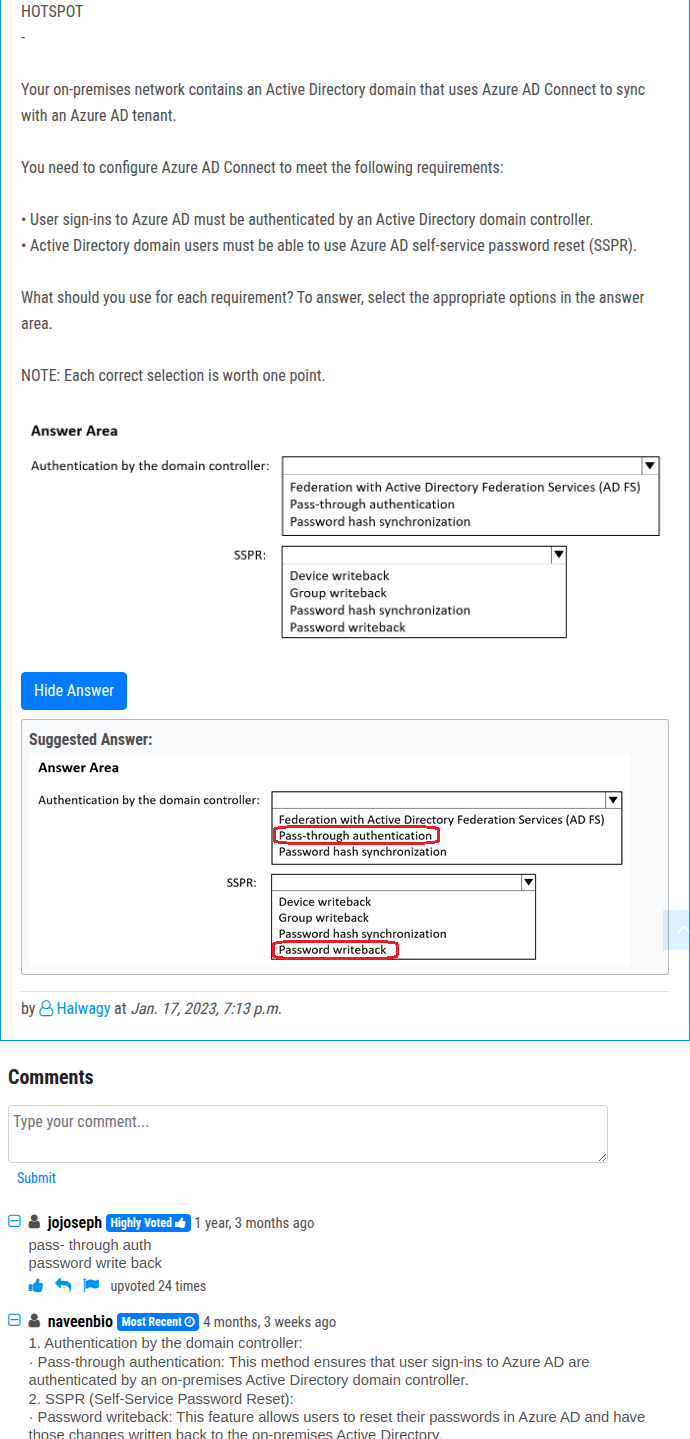 HOTSPOT
-
Your on-premises network contains an Active Directory domain that uses Azure AD Connect to sync
with an Azure AD tenant.
You need to configure Azure AD Connect to meet the following requirements:
• User sign-ins to Azure AD must be authenticated by an Active Directory domain controller.
• Active Directory domain users must be able to use Azure AD self-service password reset (SSPR).
What should you use for each requirement? To answer, select the appropriate options in the answer
area.
NOTE: Each correct selection is worth one point.
Answer Area
Authentication by the domain controller:
Federation with Active Directory Federation Services (AD FS)
Pass-through authentication
Password hash synchronization
SSPR:
Device writeback
Group writeback
Password hash synchronization
Password writeback
Hide Answer
Suggested Answer:
Answer Area
Authentication by the domain controller:
Federation with Active Directory Federation Services (AD FS)
Pass-through authentication
Password hash synchronization
SSPR:
Device writeback
Group writeback
Password hash synchronization
Password writeback
by Halwagy at Jan. 17, 2023, 7:13 p.m.
Comments
Type your comment...
Submit
jojoseph Highly Voted 1 year, 3 months ago
pass- through auth
password write back
upvoted 24 times
naveenbio Most Recent 4 months, 3 weeks ago
1. Authentication by the domain controller:
· Pass-through authentication: This method ensures that user sign-ins to Azure AD are
authenticated by an on-premises Active Directory domain controller.
2. SSPR (Self-Service Password Reset):
· Password writeback: This feature allows users to reset their passwords in Azure AD and have
those changes written back to the on-premises Active Directory.